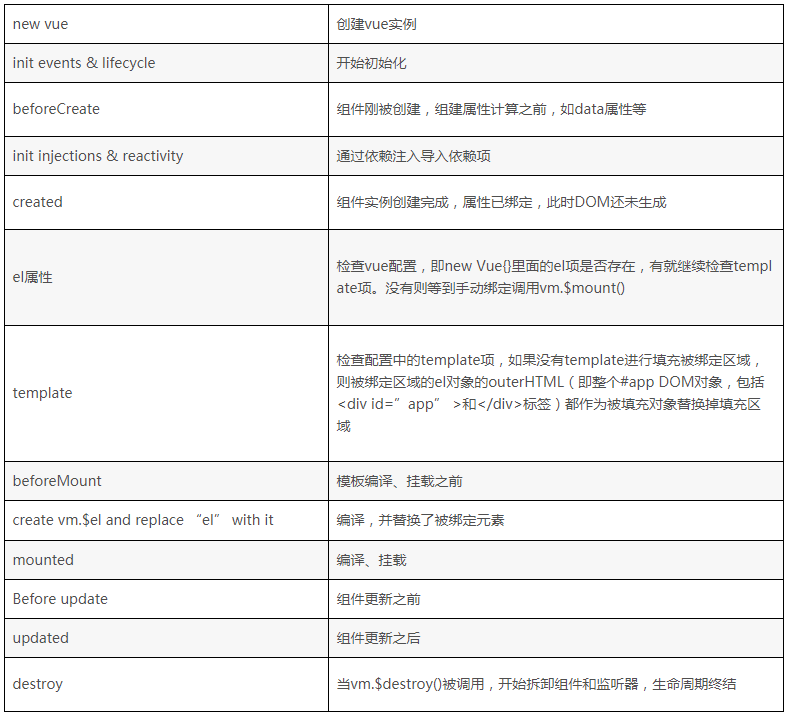 new vue
创建vue实例
init events & lifecycle
开始初始化
beforeCreate
组件刚被创建，组建属性计算之前，如data属性等
init injections & reactivity
通过依赖注入导入依赖项
created
组件实例创建完成，属性已绑定，此时DOM还未生成
el属性
检查vue配置，即new Vue{}里面的el项是否存在，有就继续检查templ
ate项。没有则等到手动绑定调用vm.$mount()
template
检查配置中的template项，如果没有template进行填充被绑定区域，
则被绑定区域的el对象的outerHTML（即整个#app DOM对象，包括
<div id=”app” >和</div>标签）都作为被填充对象替换掉填充区
域
beforeMount
模板编译、挂载之前
create vm.$el and replace “el” with it
编译，并替换了被绑定元素
mounted
编译、挂载
Before update
组件更新之前
updated
组件更新之后
destroy
当vm.$destroy()被调用，开始拆卸组件和监听器，生命周期终结